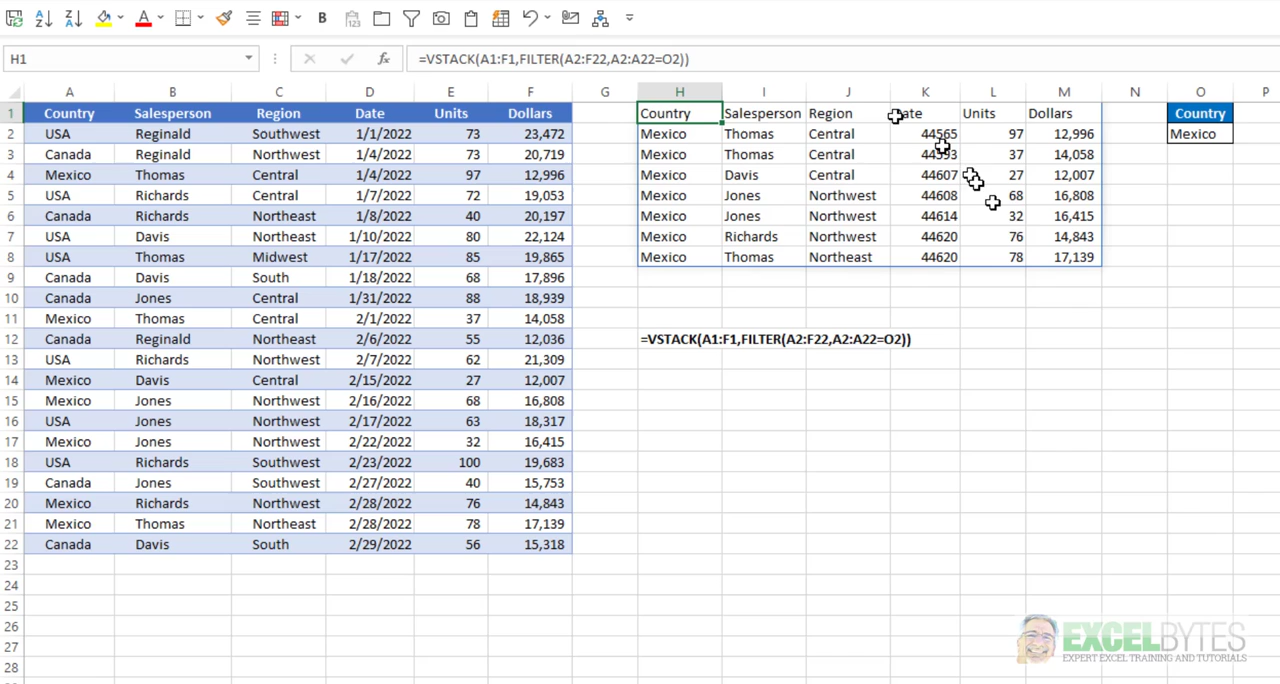 B
123
H1
fx
=VSTACK(A1:F1,FILTER(A2:F22,A2:A22=O2))
A B C D E F G H I J K L M N O P
1 Country Salesperson Region Date Units Dollars Country Salesperson Region ate Units Dollars Country
2 USA Reginald Southwest 1/1/2022 73 23,472 Mexico Thomas Central 44565 97 12,996 Mexico
3 Canada Reginald Northwest 1/4/2022 73 20,719 Mexico Thomas Central 44593 37 14,058
4 Mexico Thomas Central 1/4/2022 97 12,996 Mexico Davis Central 44607 27 12,007
5 USA Richards Central 1/7/2022 72 19,053 Mexico Jones Northwest 44608 68 16,808
6 Canada Richards Northeast 1/8/2022 40 20,197 Mexico Jones Northwest 44614 32 16,415
7 USA Davis Northeast 1/10/2022 80 22,124 Mexico Richards Northwest 44620 76 14,843
8 USA Thomas Midwest 1/17/2022 85 19,865 Mexico Thomas Northeast 44620 78 17,139
9 Canada Davis South 1/18/2022 68 17,896
10 Canada Jones Central 1/31/2022 88 18,939
11 Mexico Thomas Central 2/1/2022 37 14,058
12 Canada Reginald Northeast 2/6/2022 55 12,036 =VSTACK(A1:F1,FILTER(A2:F22,A2:A22=O2))
13 USA Richards Northwest 2/7/2022 62 21,309
14 Mexico Davis Central 2/15/2022 27 12,007
15 Mexico Jones Northwest 2/16/2022 68 16,808
16 USA Jones Northwest 2/17/2022 63 18,317
17 Mexico Jones Northwest 2/22/2022 32 16,415
18 USA Richards Southwest 2/23/2022 100 19,683
19 Canada Jones Southwest 2/27/2022 40 15,753
20 Mexico Richards Northwest 2/28/2022 76 14,843
21 Mexico Thomas Northeast 2/28/2022 78 17,139
22 Canada Davis South 2/29/2022 56 15,318
23
24
25
26
27
28
EXCELBYTES
EXPERT EXCEL TRAINING AND TUTORIALS